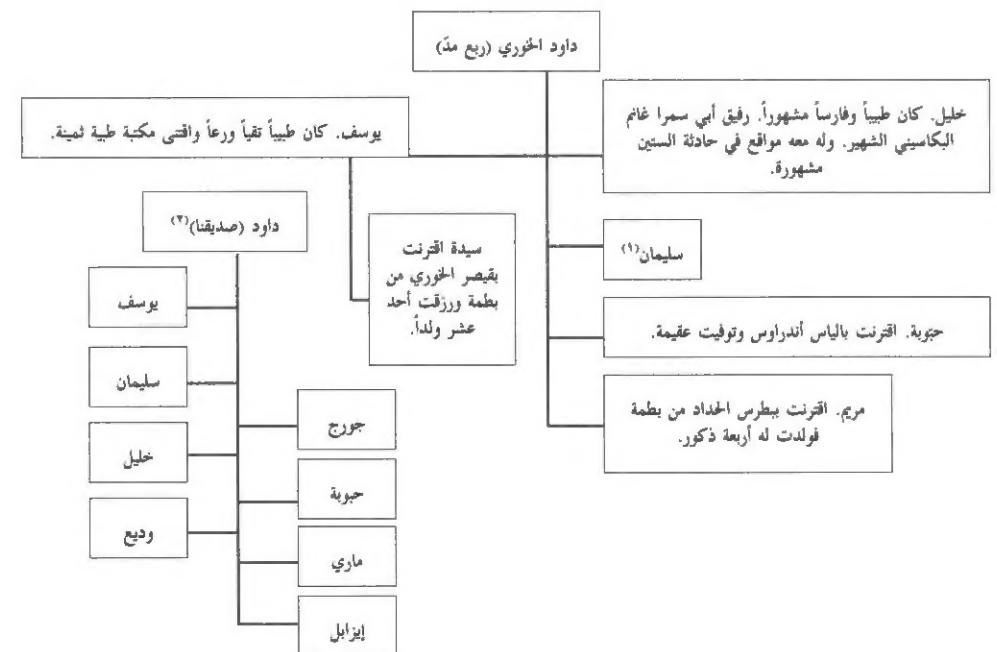 داود الخوري (ربع مدّ)
خليل. كان طبيباً وفارساً مشهوراً. رفيق أبي سمرا غانم
البكاسيني الشهير. وله معه مواقع في حادثة الستين
مشهورة.
يوسف. كان طبيباً تقياً ورعاً واقتنى مكتبة طبية ثمينة.
سليمان(١)
حبّوبة. اقترنت بالياس أندراوس وتوفيت عقيمة.
مريم. اقترنت ببطرس الحداد من بطمة
فولدت له أربعة ذكور.
سيدة اقترنت
بقيصر الخوري من
بطمة ورزقت أحد
عشر ولداً.
داود (صديقنا)(٢)
يوسف
سليمان
خليل
وديع
جورج
حبوبة
ماري
إيزابل